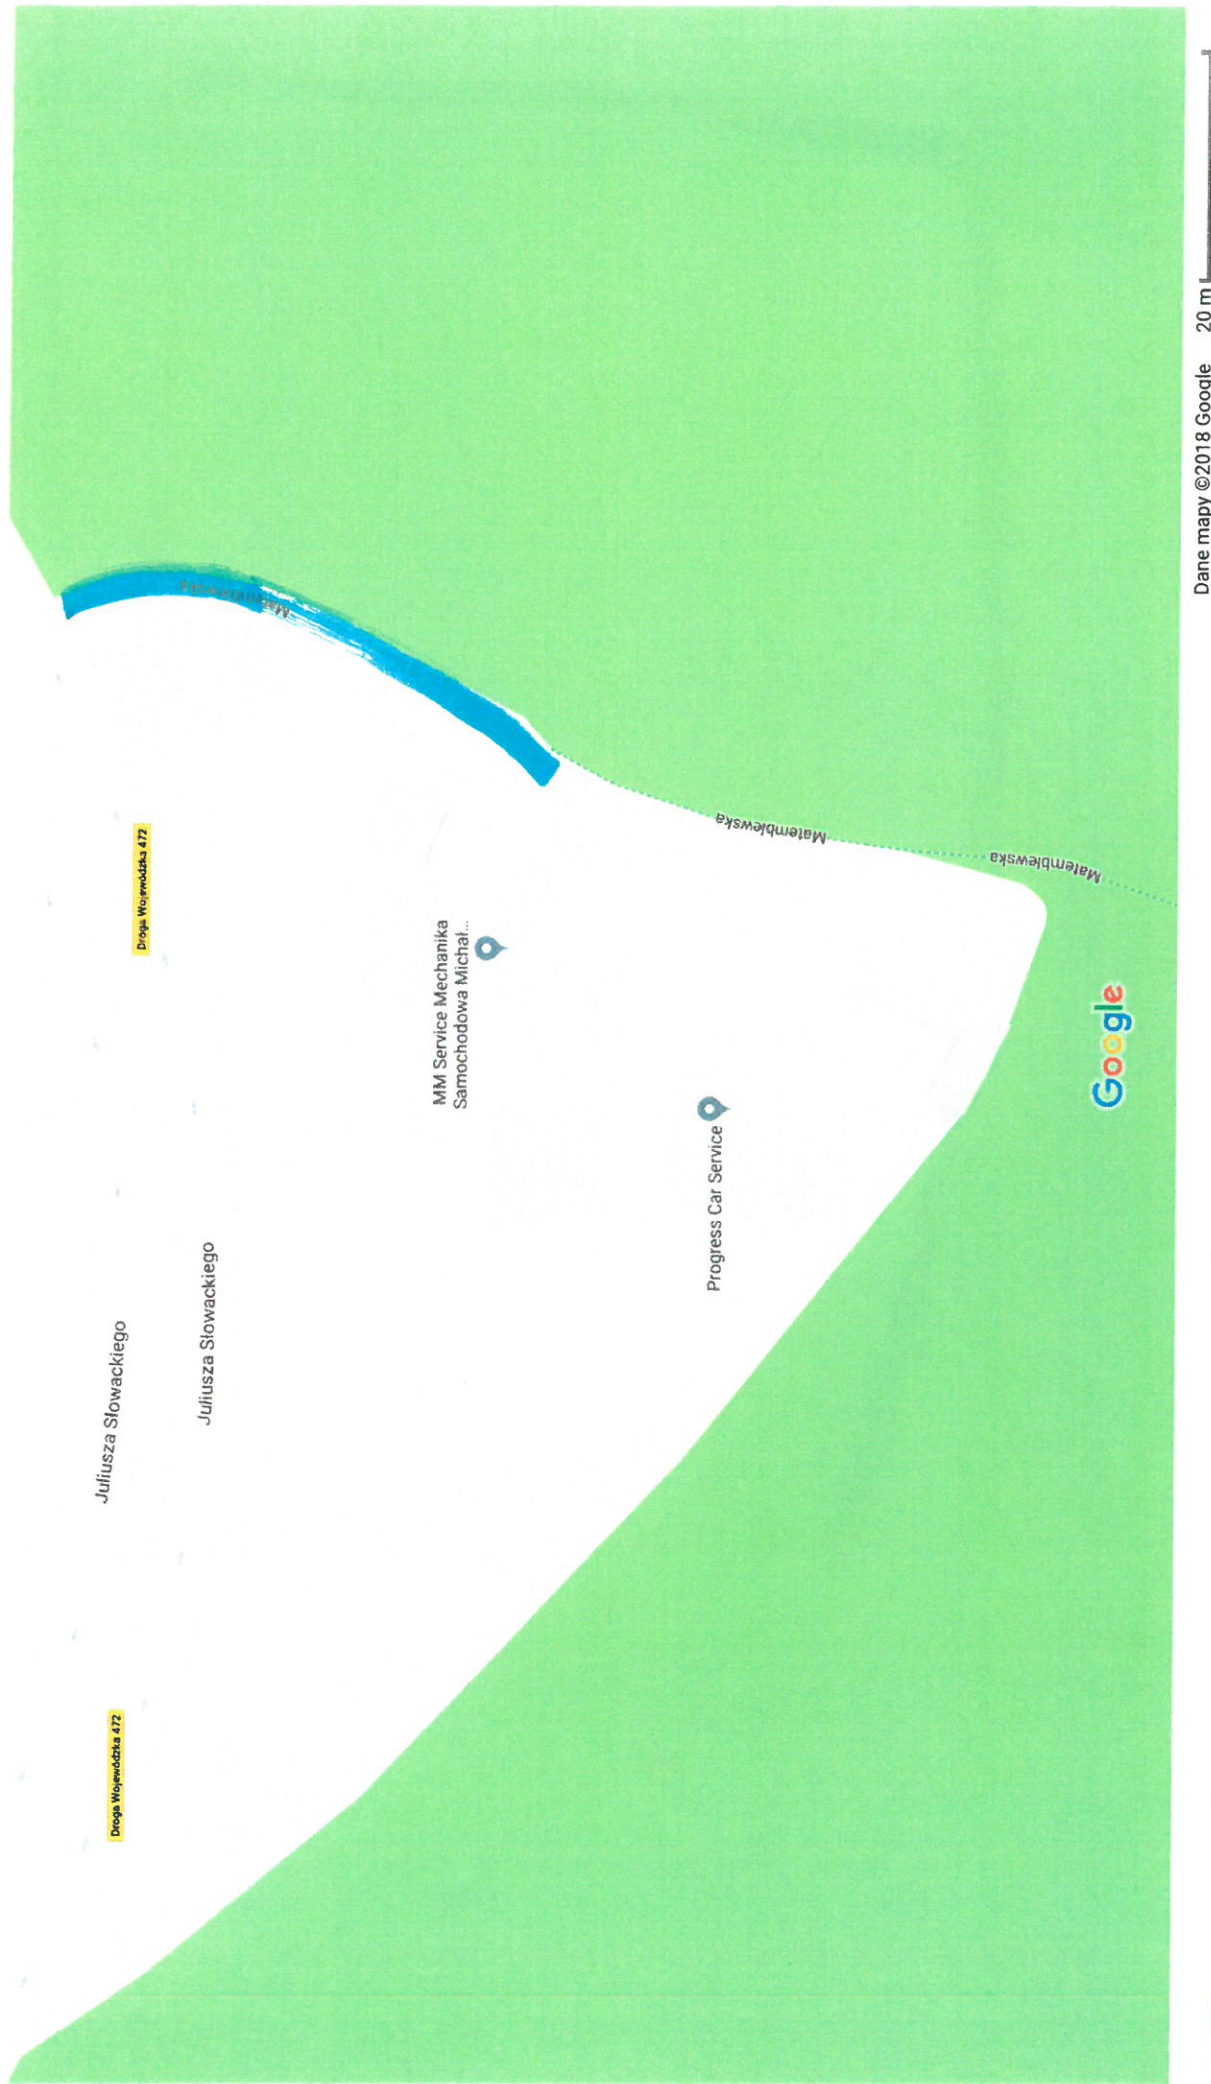 Juliusza Słowackiego
Juliusza Słowackiego
Droga Wojewódzka 472
Droga Wojewódzka 472
MM Service Mechanika
Samochodowa Michał...
Progress Car Service
Matemblewska
Matemblewska
Matemblewska
Google
Dane mapy ©2018 Google 20 m